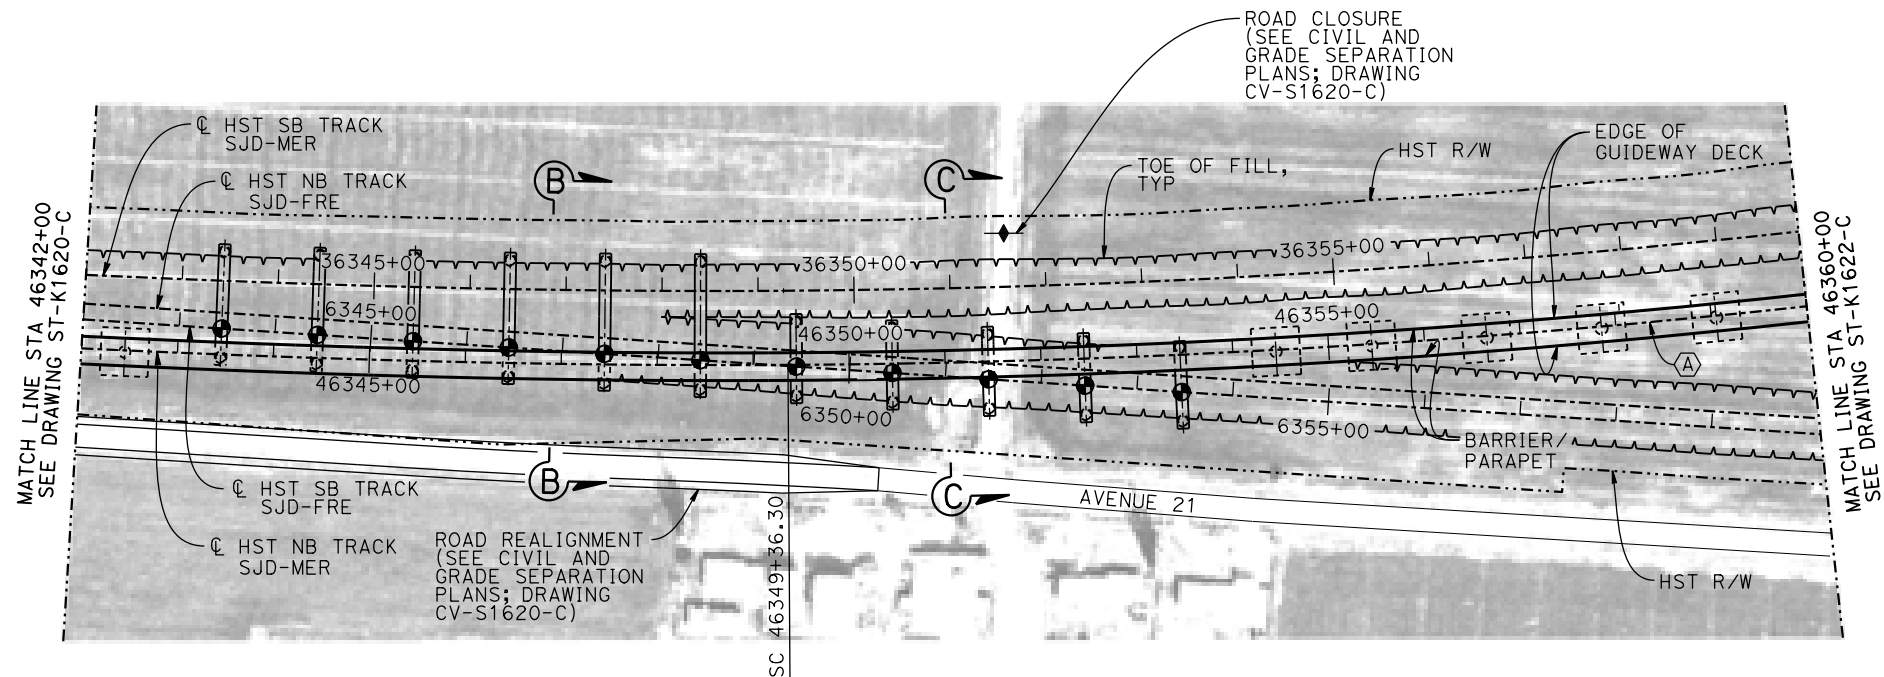 ROAD CLOSURE
(SEE CIVIL AND
GRADE SEPARATION
PLANS; DRAWING
CV-S1620-C)
℄ HST SB TRACK
SJD-MER
EDGE OF
GUIDEWAY DECK
HST R/W
TOE OF FILL,
TYP
℄ HST NB TRACK
SJD-FRE
B
C
MATCH LINE STA 46342+00
SEE DRAWING ST-K1620-C
MATCH LINE STA 46360+00
SEE DRAWING ST-K1622-C
36345+00
36350+00
36355+00
6345+00
46350+00
46355+00
A
46345+00
6350+00
6355+00
BARRIER/
PARAPET
B
C
AVENUE 21
℄ HST SB TRACK
SJD-FRE
℄ HST NB TRACK
SJD-MER
ROAD REALIGNMENT
(SEE CIVIL AND
GRADE SEPARATION
PLANS; DRAWING
CV-S1620-C)
SC 46349+36.30
HST R/W